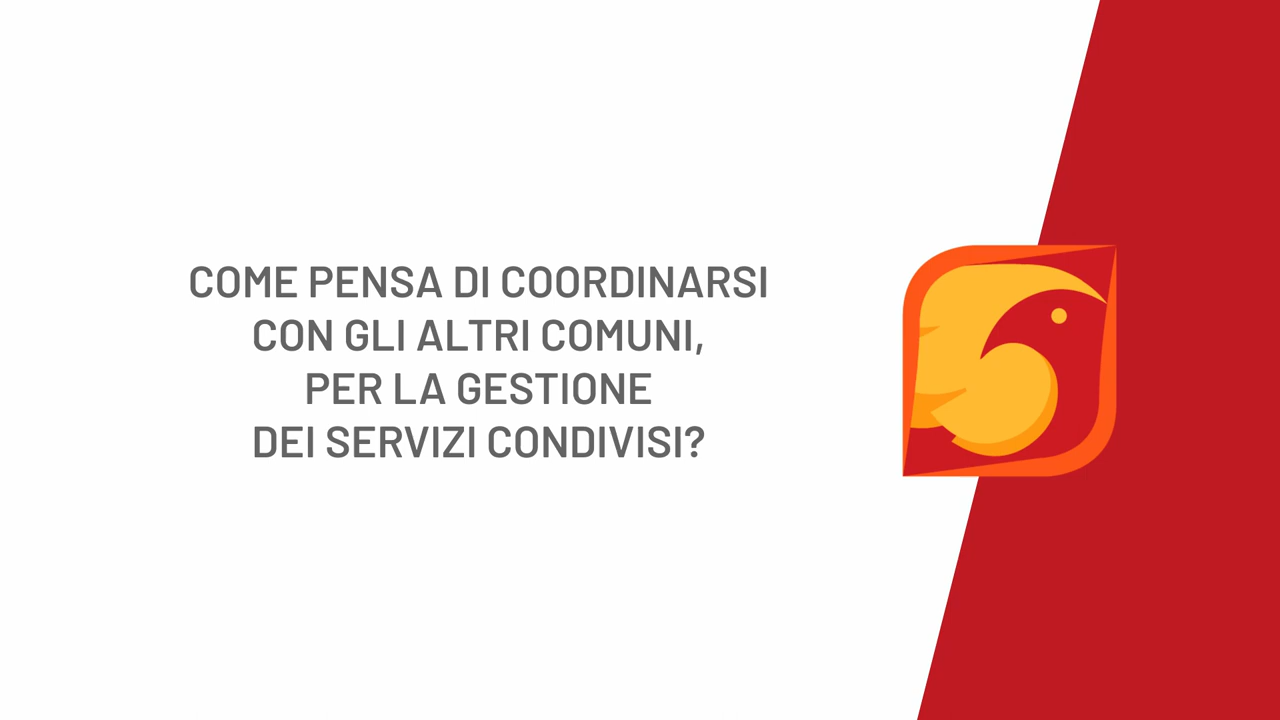 COME PENSA DI COORDINARSI
CON GLI ALTRI COMUNI,
PER LA GESTIONE
DEI SERVIZI CONDIVISI?